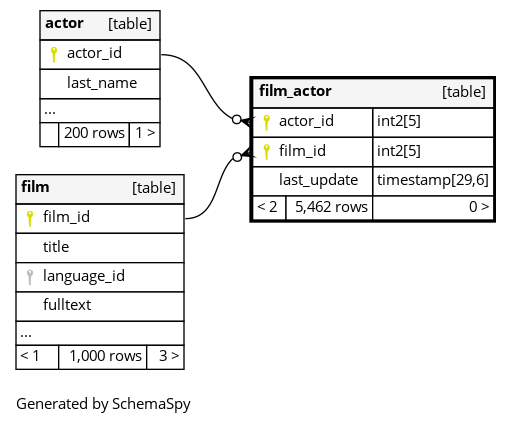 actor [table]
actor_id
last_name
...
200 rows 1 >
film_actor [table]
actor_id int2[5]
film_id int2[5]
last_update timestamp[29,6]
< 2 5,462 rows 0 >
film [table]
film_id
title
language_id
fulltext
...
< 1 1,000 rows 3 >
Generated by SchemaSpy